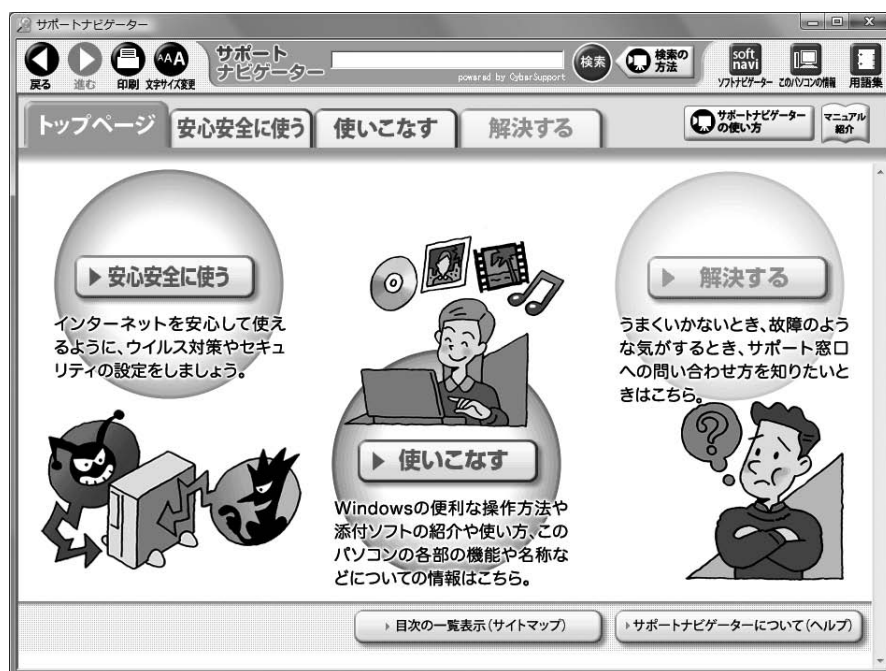 サポートナビゲーター
戻る
進む
印刷
AAA
文字サイズ変更
サポート
ナビゲーター
powered by CyberSupport
検索
検索の
方法
soft
navi
ソフトナビゲーター
このパソコンの情報
用語集
トップページ
安心安全に使う
使いこなす
解決する
サポートナビゲーター
の使い方
マニュアル
紹介
安心安全に使う
インターネットを安心して使え
るように、ウイルス対策やセキュ
リティの設定をしましょう。
使いこなす
Windowsの便利な操作方法や
添付ソフトの紹介や使い方、この
パソコンの各部の機能や名称な
どについての情報はこちら。
解決する
うまくいかないとき、故障のよう
な気がするとき、サポート窓口
への問い合わせ方を知りたいと
きはこちら。
?
目次の一覧表示(サイトマップ)
サポートナビゲーターについて(ヘルプ)